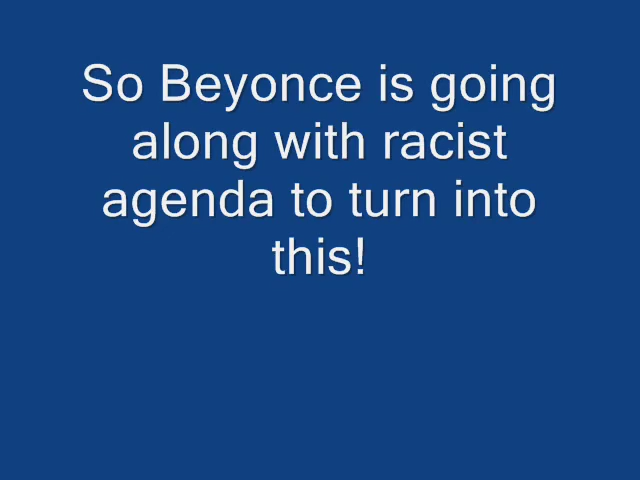 So Beyonce is going
along with racist
agenda to turn into
this!